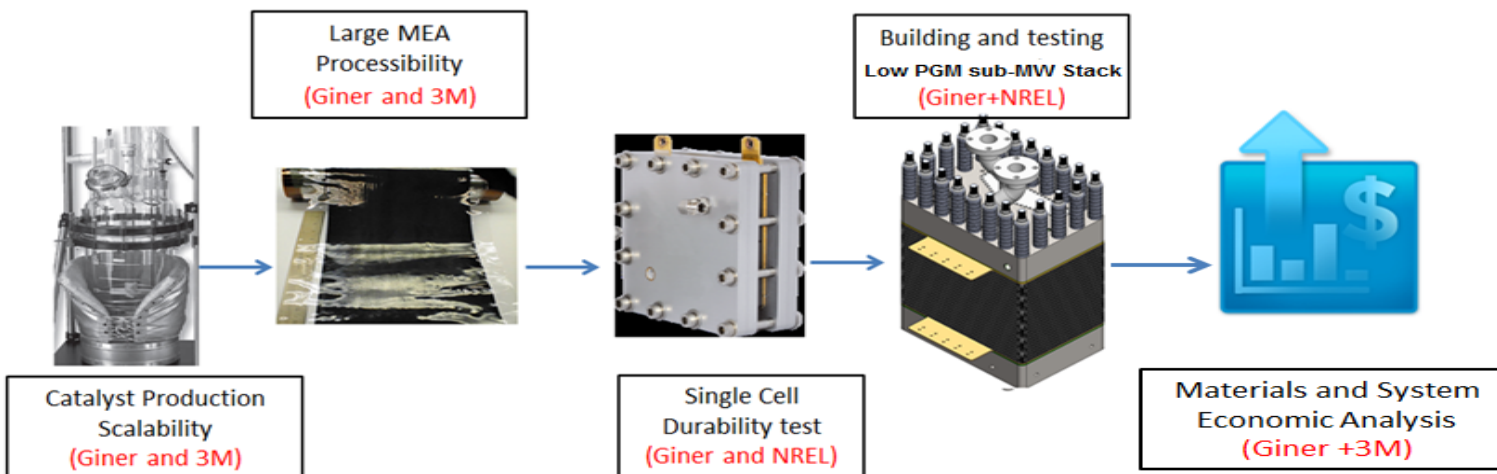 Large MEA
Processibility
(Giner and 3M)
Building and testing
Low PGM sub-MW Stack
(Giner+NREL)
$
Catalyst Production
Scalability
(Giner and 3M)
Single Cell
Durability test
(Giner and NREL)
Materials and System
Economic Analysis
(Giner +3M)